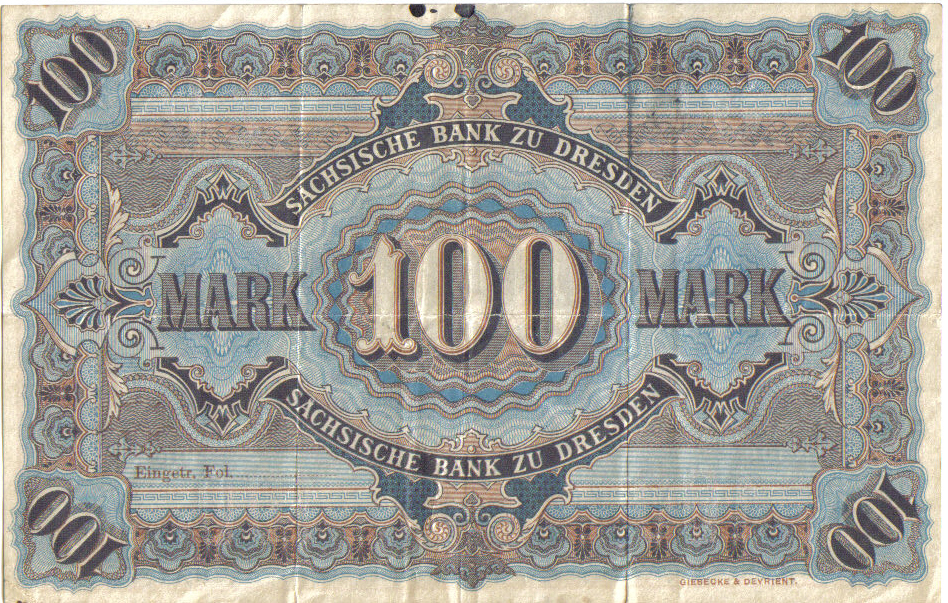 100
100
SÄCHSISCHE BANK ZU DRESDEN
MARK 100 MARK
SÄCHSISCHE BANK ZU DRESDEN
Eingetr. Fol.
100
100
GIESECKE & DEVRIENT.